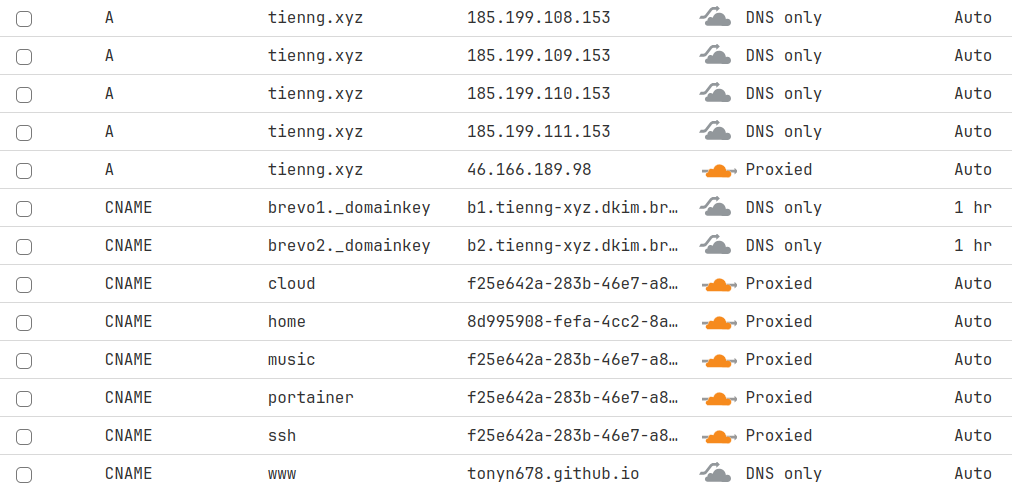 A tienng.xyz 185.199.108.153 DNS only Auto
A tienng.xyz 185.199.109.153 DNS only Auto
A tienng.xyz 185.199.110.153 DNS only Auto
A tienng.xyz 185.199.111.153 DNS only Auto
A tienng.xyz 46.166.189.98 Proxied Auto
CNAME brevo1._domainkey b1.tienng-xyz.dkim.br… DNS only 1 hr
CNAME brevo2._domainkey b2.tienng-xyz.dkim.br… DNS only 1 hr
CNAME cloud f25e642a-283b-46e7-a8… Proxied Auto
CNAME home 8d995908-fefa-4cc2-8a… Proxied Auto
CNAME music f25e642a-283b-46e7-a8… Proxied Auto
CNAME portainer f25e642a-283b-46e7-a8… Proxied Auto
CNAME ssh f25e642a-283b-46e7-a8… Proxied Auto
CNAME www tonyn678.github.io DNS only Auto